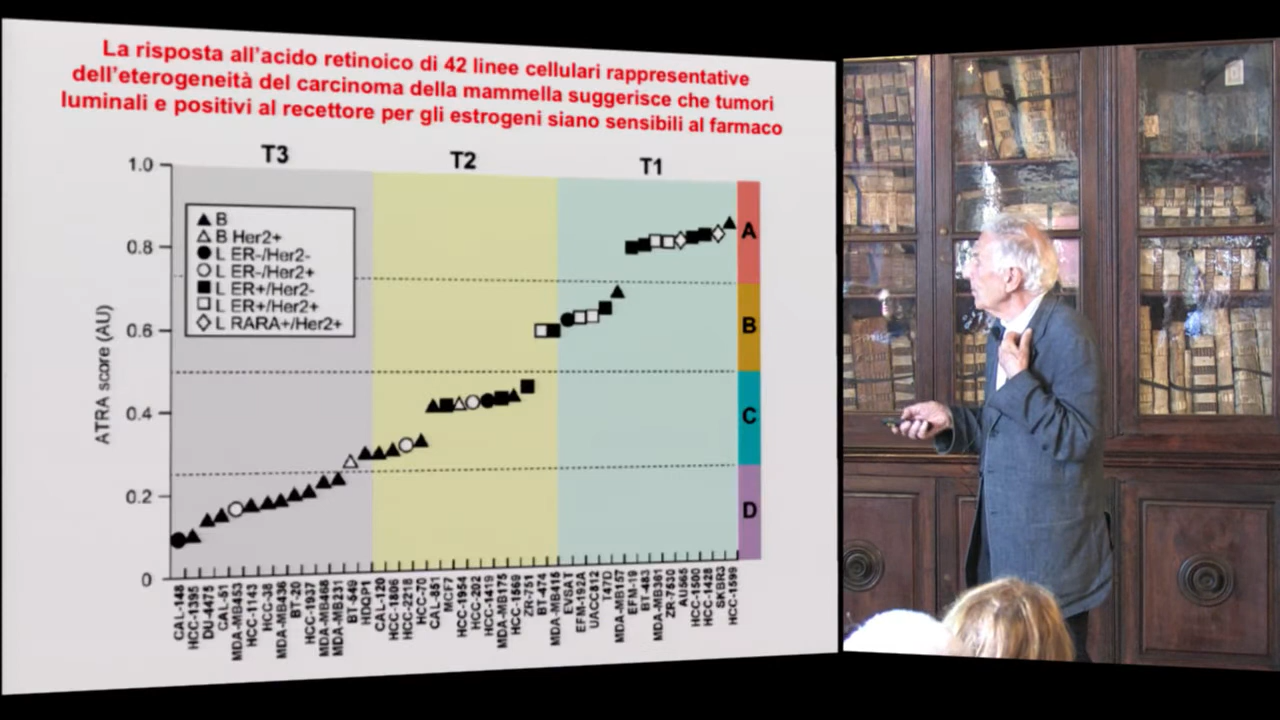 La risposta all'acido retinoico di 42 linee cellulari rappresentative
dell'eterogeneità del carcinoma della mammella suggerisce che tumori
luminali e positivi al recettore per gli estrogeni siano sensibili al farmaco
T3
T2
T1
1.0
0.8
0.6
0.4
0.2
0
ATRA score (AU)
B
B Her2+
L ER-/Her2-
L ER-/Her2+
L ER+/Her2-
L ER+/Her2+
L RARA+/Her2+
A
B
C
D
CAL-148
HCC-1395
DU-4475
CAL-51
MDA-MB453
HCC-1143
HCC-38
MDA-MB436
BT-20
HCC-1937
MDA-MB468
MDA-MB231
BT-549
HDQP1
CAL-120
HCC-1806
HCC-2218
HCC-70
CAL-851
MCF7
HCC-1954
HCC-202
HCC-1419
MDA-MB175
HCC-1569
ZR-751
BT-474
MDA-MB415
EVSAT
EFM-192A
UACC812
T47D
MDA-MB157
EFM-19
BT-483
MDA-MB361
ZR-7530
AU565
HCC-1500
HCC-1428
SKBR3
HCC-1599